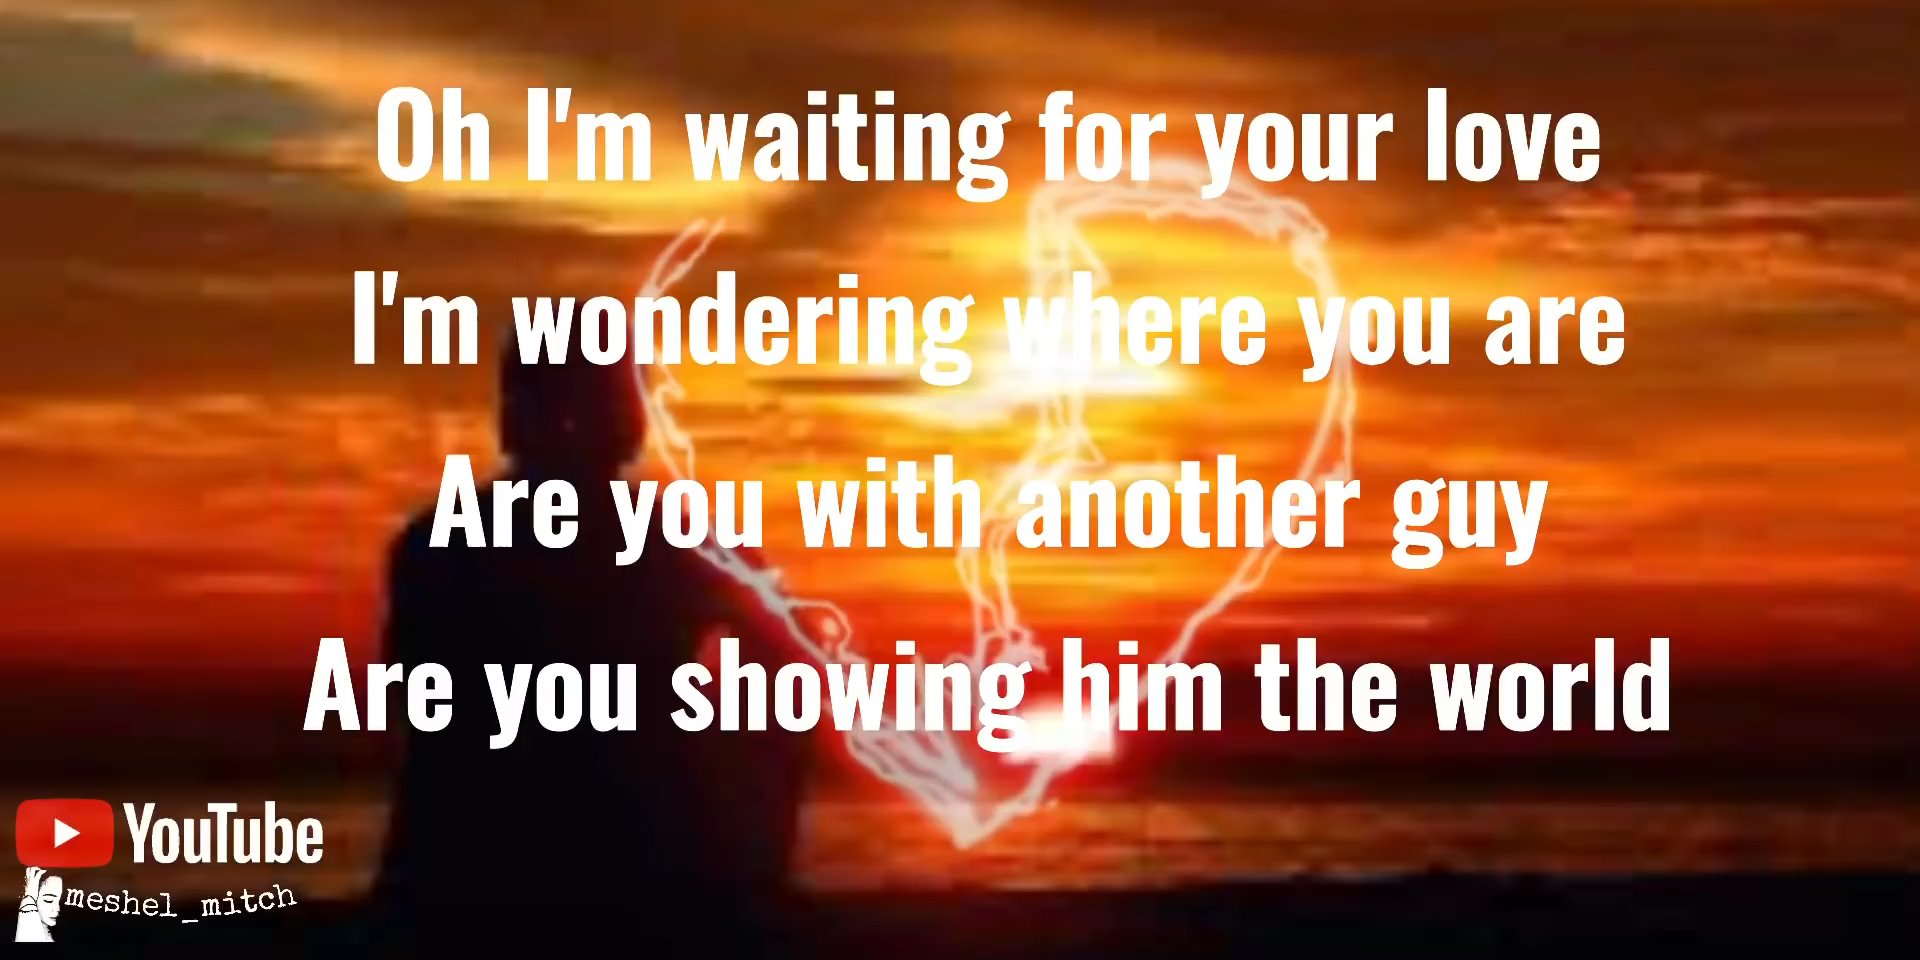 Oh I'm waiting for your love
I'm wondering where you are
Are you with another guy
Are you showing him the world
YouTube
meshel_mitch